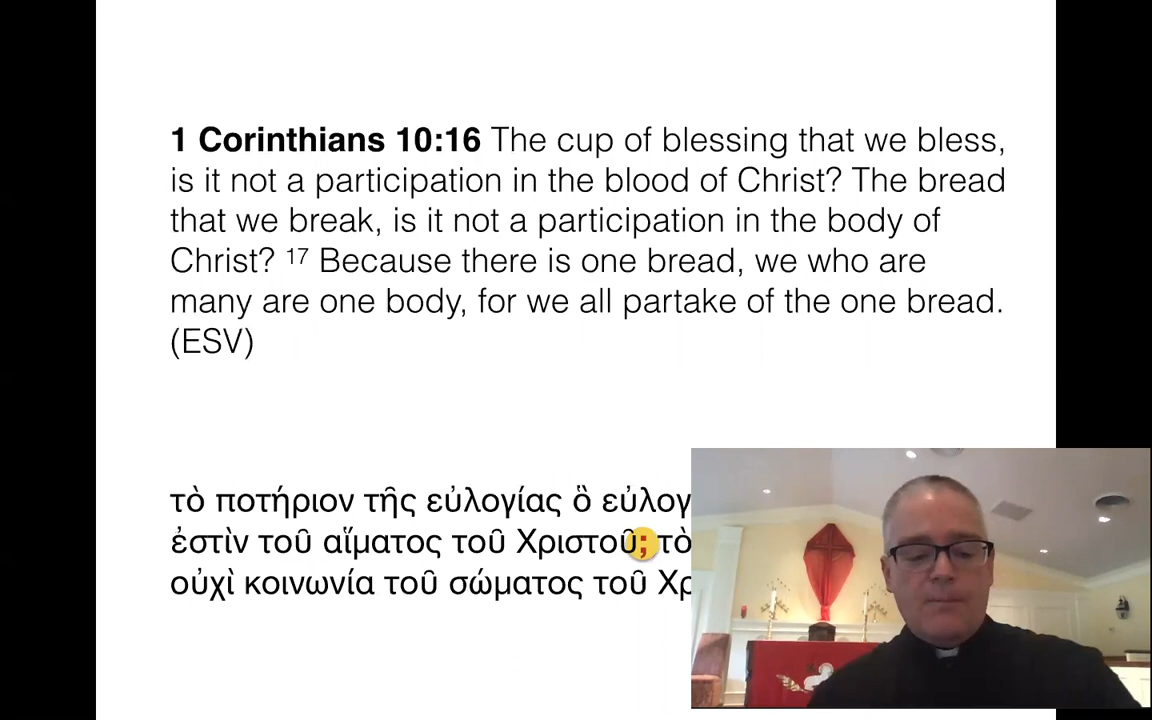 1 Corinthians 10:16 The cup of blessing that we bless,
is it not a participation in the blood of Christ? The bread
that we break, is it not a participation in the body of
Christ? ¹⁷ Because there is one bread, we who are
many are one body, for we all partake of the one bread.
(ESV)
τὸ ποτήριον τῆς εὐλογίας ὃ εὐλογ
ἐστὶν τοῦ αἵματος τοῦ Χριστοῦ; τὸ
οὐχὶ κοινωνία τοῦ σώματος τοῦ Χρ